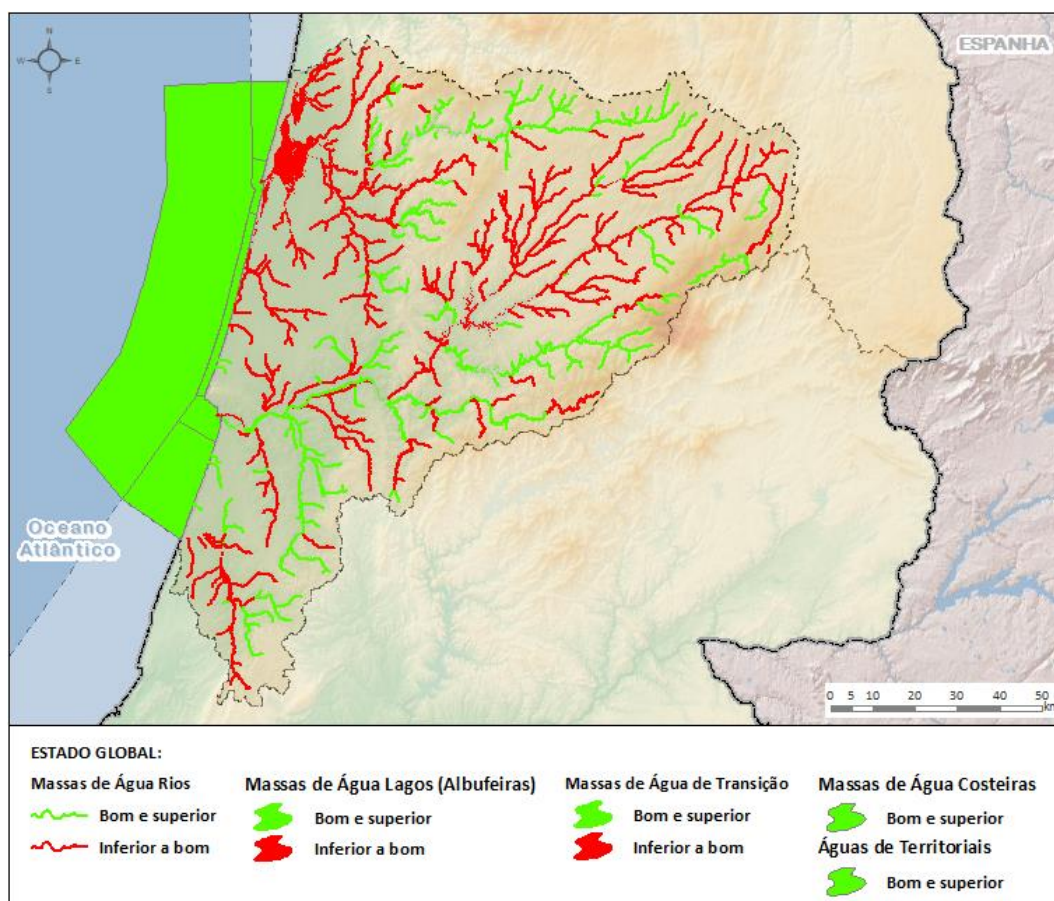 N
W E
S
ESPANHA
Oceano
Atlântico
0 5 10 20 30 40 50
km
ESTADO GLOBAL:
Massas de Água Rios
Bom e superior
Inferior a bom
Massas de Água Lagos (Albufeiras)
Bom e superior
Inferior a bom
Massas de Água de Transição
Bom e superior
Inferior a bom
Massas de Água Costeiras
Bom e superior
Águas de Territoriais
Bom e superior